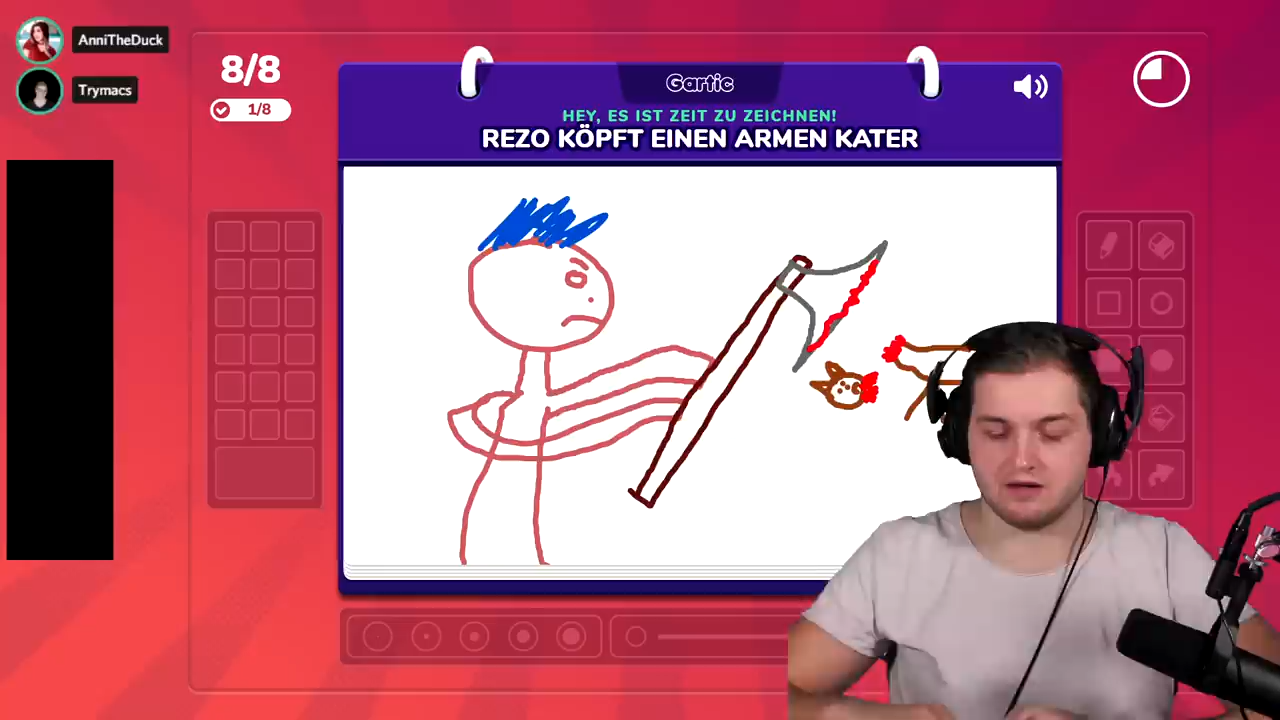 AnniTheDuck
Trymacs
8/8
1/8
Gartic
HEY, ES IST ZEIT ZU ZEICHNEN!
REZO KÖPFT EINEN ARMEN KATER